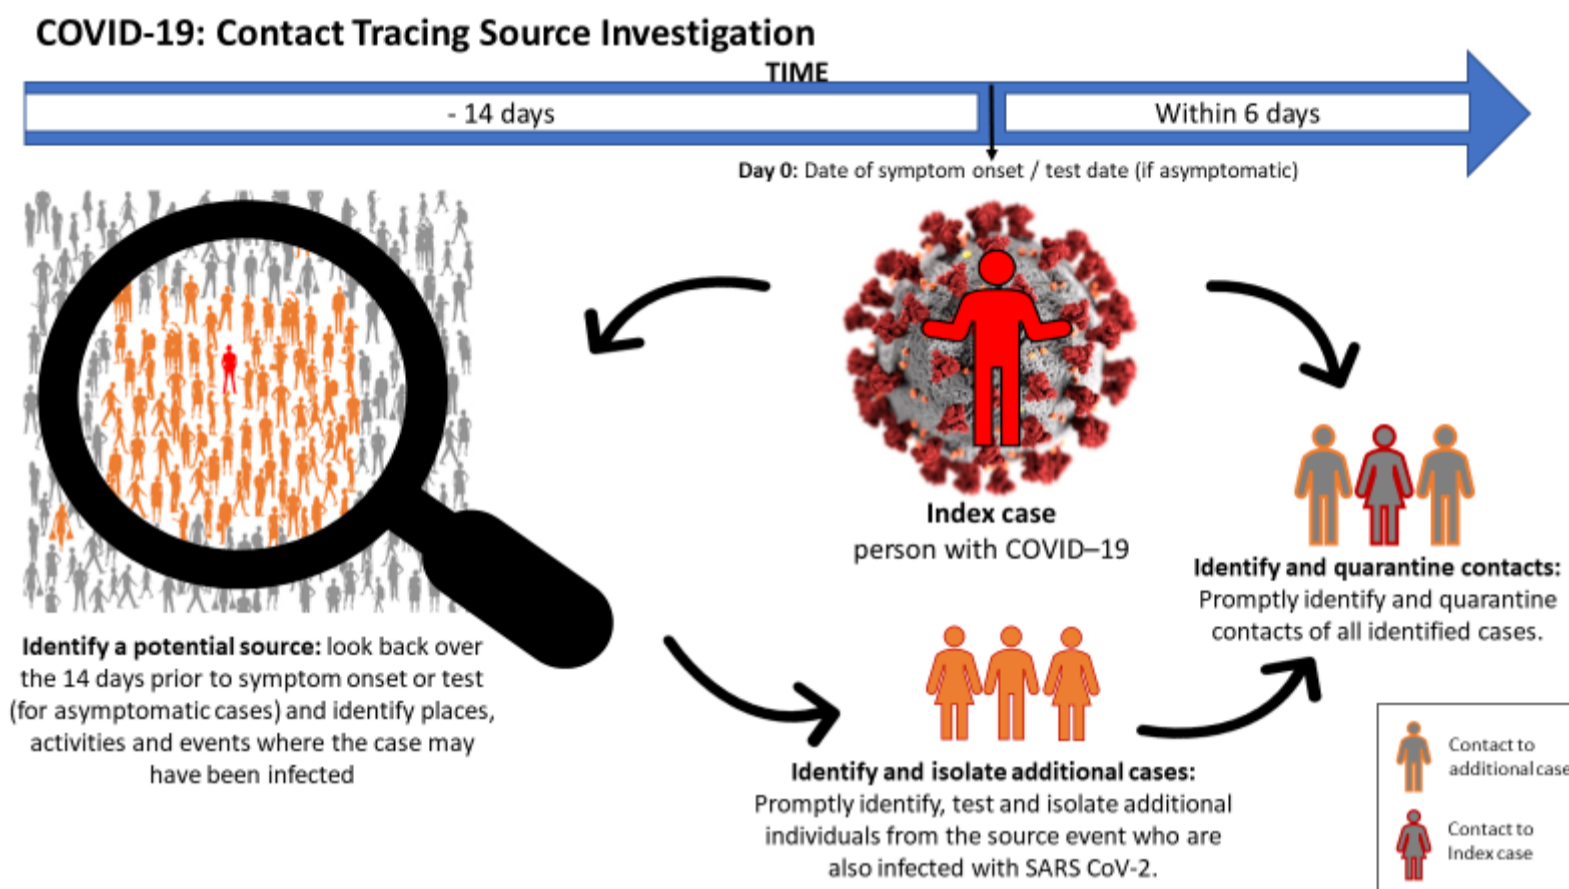 COVID-19: Contact Tracing Source Investigation
TIME
- 14 days
Within 6 days
Day 0: Date of symptom onset / test date (if asymptomatic)
Index case
person with COVID–19
Identify a potential source: look back over
the 14 days prior to symptom onset or test
(for asymptomatic cases) and identify places,
activities and events where the case may
have been infected
Identify and isolate additional cases:
Promptly identify, test and isolate additional
individuals from the source event who are
also infected with SARS CoV-2.
Identify and quarantine contacts:
Promptly identify and quarantine
contacts of all identified cases.
Contact to
additional case
Contact to
Index case